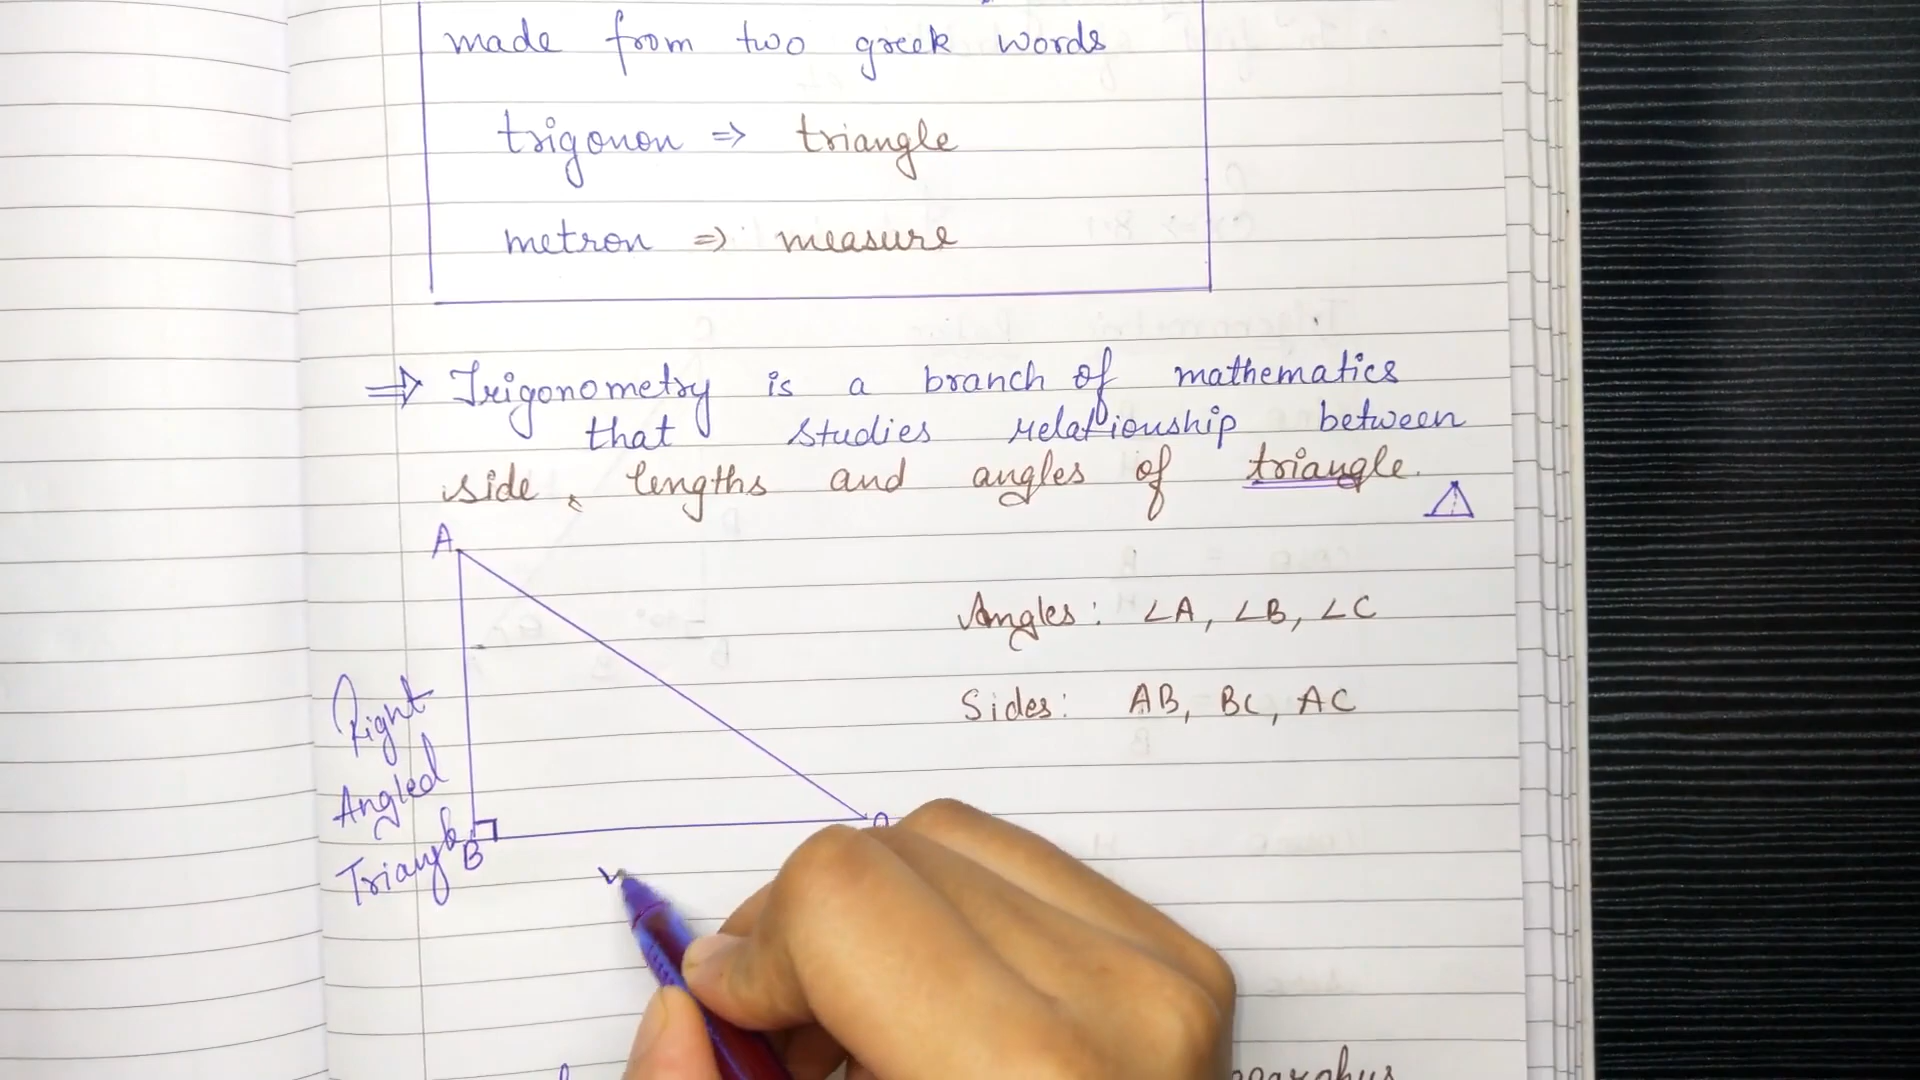 made from two greek words
trigonon => triangle
metron => measure
=> Trigonometry is a branch of mathematics
that studies relationship between
side, lengths and angles of triangle.
A
Angles: ∠A, ∠B, ∠C
Sides: AB, BC, AC
Right
Angled
Triangle
B